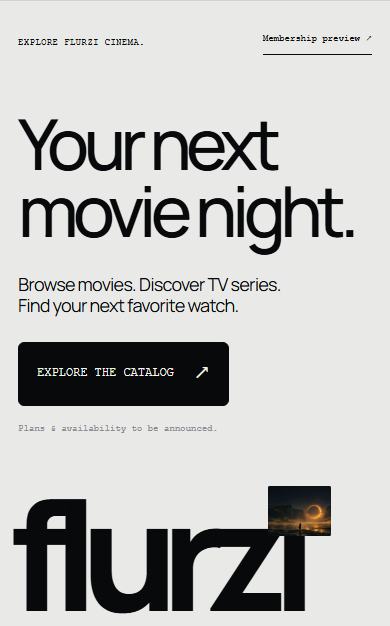 EXPLORE FLURZI CINEMA.
Membership preview ↗
Your next
movie night.
Browse movies. Discover TV series.
Find your next favorite watch.
EXPLORE THE CATALOG ↗
Plans & availability to be announced.
flurzi